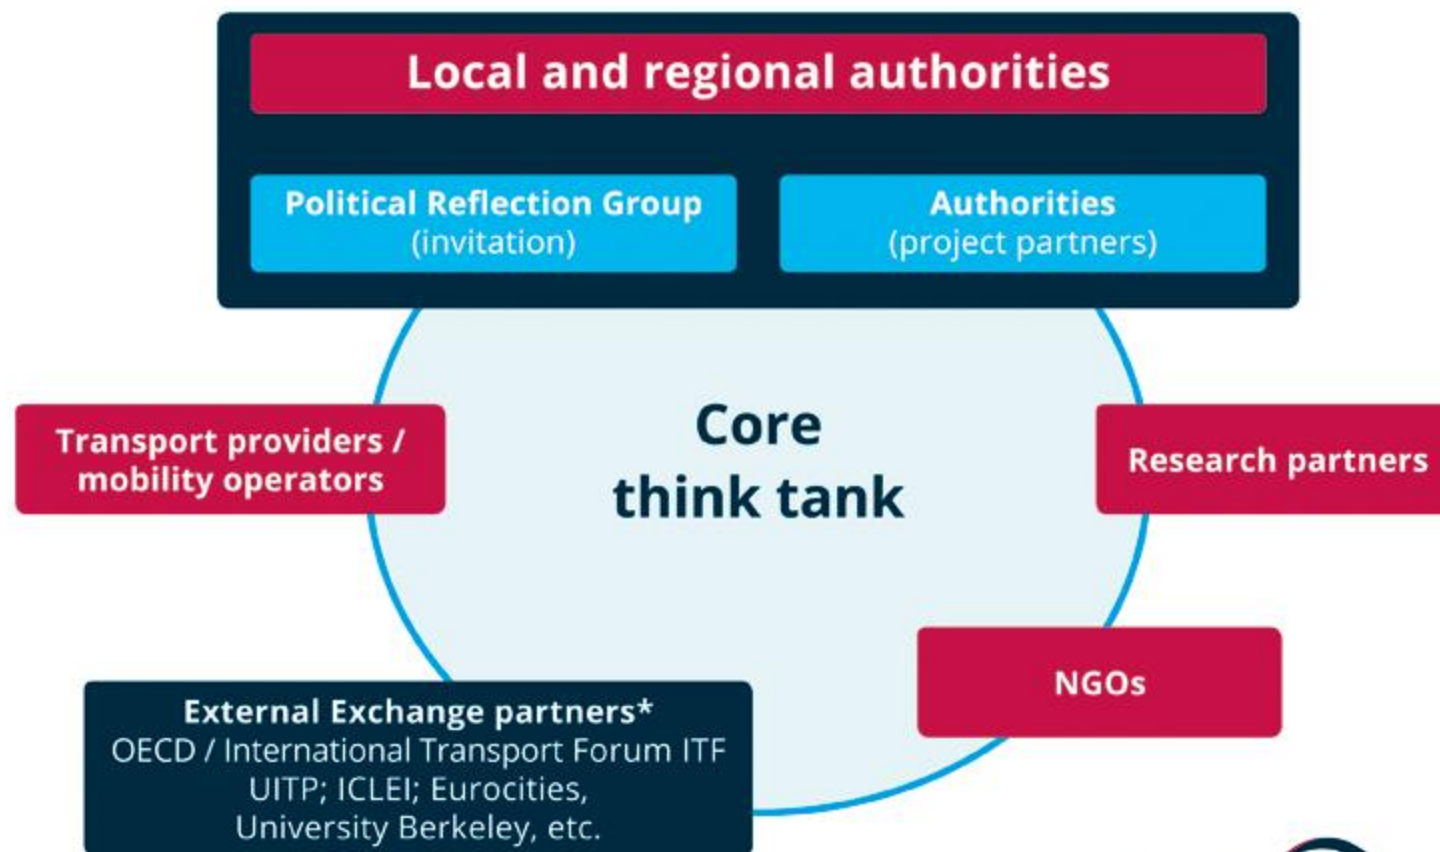 Local and regional authorities
Political Reflection Group
(invitation)
Authorities
(project partners)
Core
think tank
Transport providers /
mobility operators
Research partners
NGOs
External Exchange partners*
OECD / International Transport Forum ITF
UITP; ICLEI; Eurocities,
University Berkeley, etc.